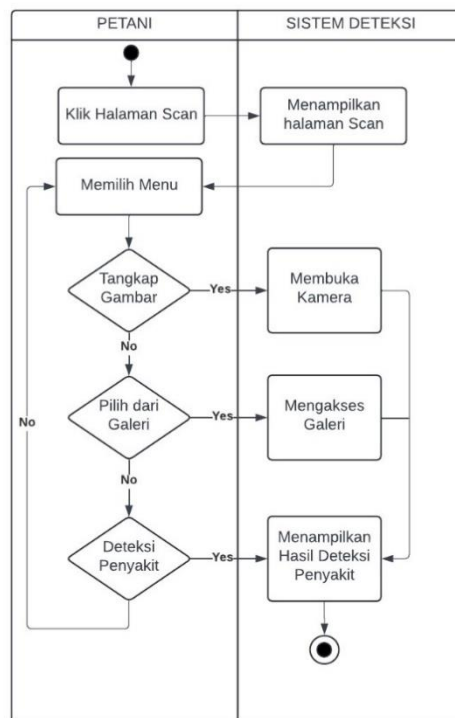 PETANI
SISTEM DETEKSI
Klik Halaman Scan
Menampilkan
halaman Scan
Memilih Menu
Tangkap
Gambar
Yes
Membuka
Kamera
No
Pilih dari
Galeri
Yes
Mengakses
Galeri
No
No
Deteksi
Penyakit
Yes
Menampilkan
Hasil Deteksi
Penyakit